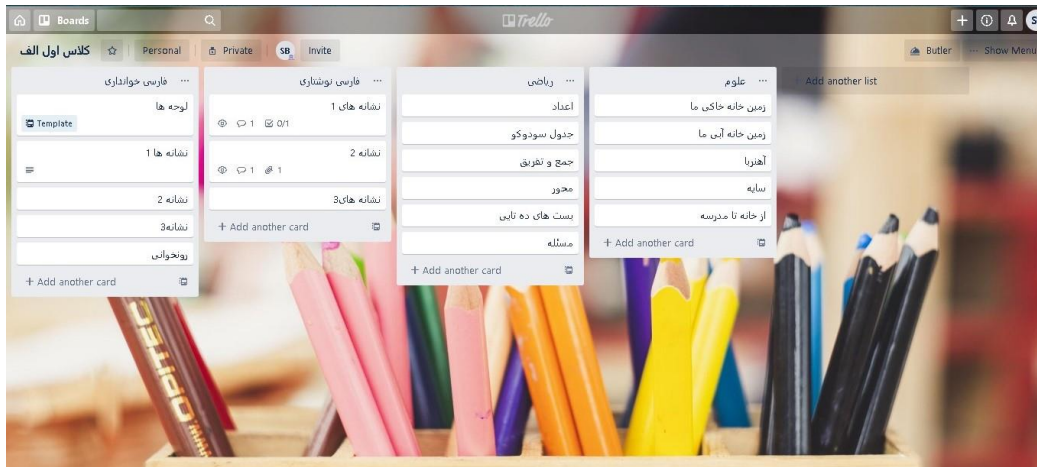 Boards
Trello
کلاس اول الف
Personal
Private
SB
Invite
Butler
Show Menu
فارسی خوانداری
لوحه ها
Template
نشانه ها 1
نشانه 2
نشانه3
رونخوانی
+ Add another card
فارسی نوشتاری
نشانه های 1
1
0/1
نشانه 2
1
1
نشانه های3
+ Add another card
ریاضی
اعداد
جدول سودوکو
جمع و تفریق
محور
بست های ده تایی
مسئله
+ Add another card
علوم
زمین خانه خاکی ما
زمین خانه آبی ما
آهنربا
سایه
از خانه تا مدرسه
+ Add another card
Add another list